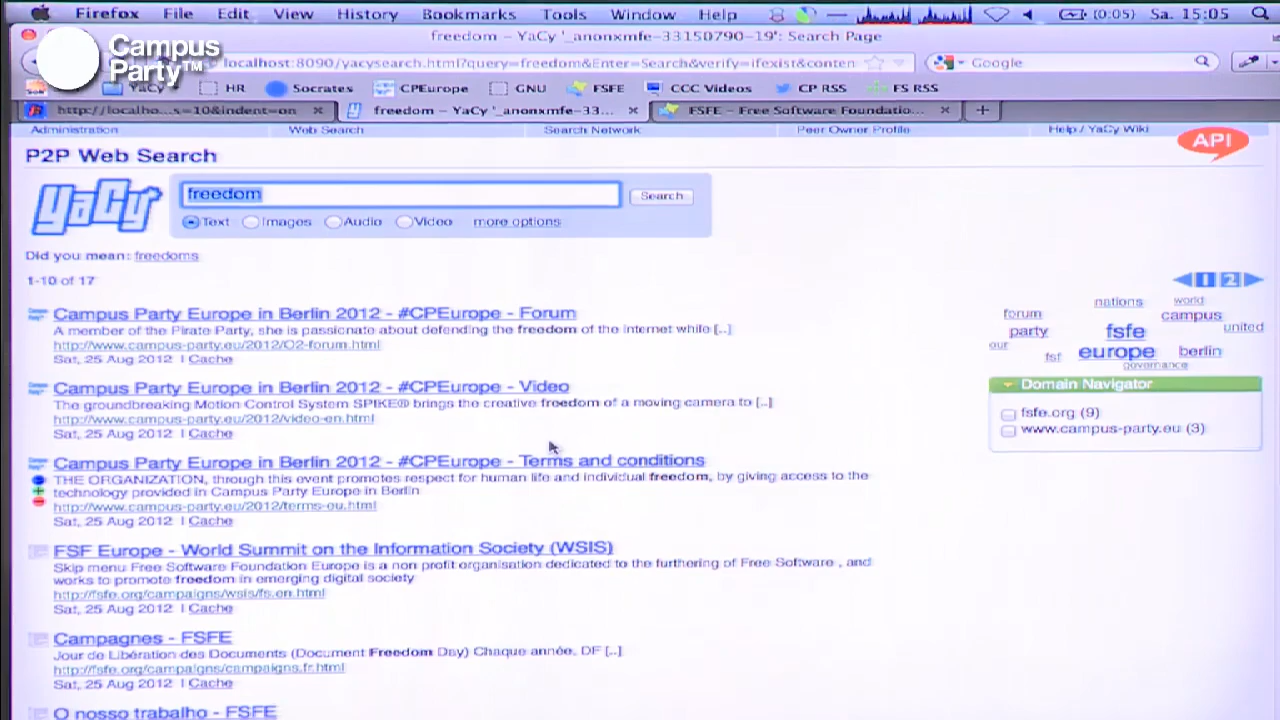 Firefox File Edit View History Bookmarks Tools Window Help (0:05) Sa. 15:05
freedom – YaCy '_anonxmfe-33150790-19': Search Page
Campus
Party™
localhost:8090/yacysearch.html?query=freedom&Enter=Search&verify=ifexist&conten Google
YaCy HR Socrates CPEurope GNU FSFE CCC Videos CP RSS FS RSS
http://localho...s=10&indent=on freedom – YaCy '_anonxmfe-33... FSFE – Free Software Foundatio...
Administration Web Search Search Network Peer Owner Profile Help / YaCy Wiki
API
P2P Web Search
YaCy freedom Search
Text Images Audio Video more options
Did you mean: freedoms
1-10 of 17 1 2
nations world
forum campus
party fsfe united
our fsf europe berlin
governance
Domain Navigator
fsfe.org (9)
www.campus-party.eu (3)
Campus Party Europe in Berlin 2012 - #CPEurope - Forum
A member of the Pirate Party, she is passionate about defending the freedom of the internet while [..]
http://www.campus-party.eu/2012/O2-forum.html
Sat, 25 Aug 2012 | Cache
Campus Party Europe in Berlin 2012 - #CPEurope - Video
The groundbreaking Motion Control System SPIKE® brings the creative freedom of a moving camera to [..]
http://www.campus-party.eu/2012/video-en.html
Sat, 25 Aug 2012 | Cache
Campus Party Europe in Berlin 2012 - #CPEurope - Terms and conditions
THE ORGANIZATION, through this event promotes respect for human life and individual freedom, by giving access to the
technology provided in Campus Party Europe in Berlin
http://www.campus-party.eu/2012/terms-eu.html
Sat, 25 Aug 2012 | Cache
FSF Europe - World Summit on the Information Society (WSIS)
Skip menu Free Software Foundation Europe is a non profit organisation dedicated to the furthering of Free Software , and
works to promote freedom in emerging digital society
http://fsfe.org/campaigns/wsis/fs.en.html
Sat, 25 Aug 2012 | Cache
Campagnes - FSFE
Jour de Libération des Documents (Document Freedom Day) Chaque année, DF [..]
http://fsfe.org/campaigns/campaigns.fr.html
Sat, 25 Aug 2012 | Cache
O nosso trabalho - FSFE